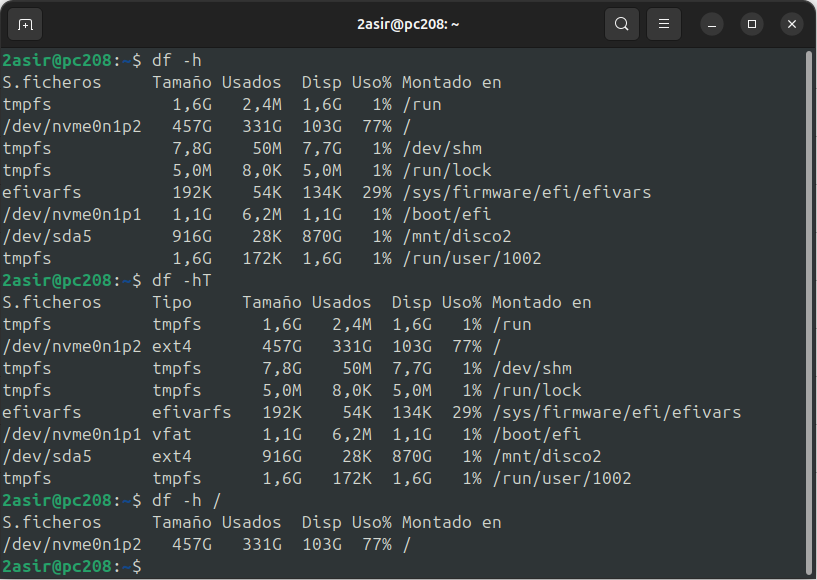 2asir@pc208: ~
2asir@pc208:~$ df -h
S.ficheros     Tamaño Usados  Disp Uso% Montado en
tmpfs            1,6G   2,4M  1,6G   1% /run
/dev/nvme0n1p2   457G   331G  103G  77% /
tmpfs            7,8G    50M  7,7G   1% /dev/shm
tmpfs            5,0M   8,0K  5,0M   1% /run/lock
efivarfs         192K    54K  134K  29% /sys/firmware/efi/efivars
/dev/nvme0n1p1   1,1G   6,2M  1,1G   1% /boot/efi
/dev/sda5        916G    28K  870G   1% /mnt/disco2
tmpfs            1,6G   172K  1,6G   1% /run/user/1002
2asir@pc208:~$ df -hT
S.ficheros     Tipo     Tamaño Usados  Disp Uso% Montado en
tmpfs          tmpfs      1,6G   2,4M  1,6G   1% /run
/dev/nvme0n1p2 ext4       457G   331G  103G  77% /
tmpfs          tmpfs      7,8G    50M  7,7G   1% /dev/shm
tmpfs          tmpfs      5,0M   8,0K  5,0M   1% /run/lock
efivarfs       efivarfs   192K    54K  134K  29% /sys/firmware/efi/efivars
/dev/nvme0n1p1 vfat       1,1G   6,2M  1,1G   1% /boot/efi
/dev/sda5      ext4       916G    28K  870G   1% /mnt/disco2
tmpfs          tmpfs      1,6G   172K  1,6G   1% /run/user/1002
2asir@pc208:~$ df -h /
S.ficheros     Tamaño Usados  Disp Uso% Montado en
/dev/nvme0n1p2   457G   331G  103G  77% /
2asir@pc208:~$